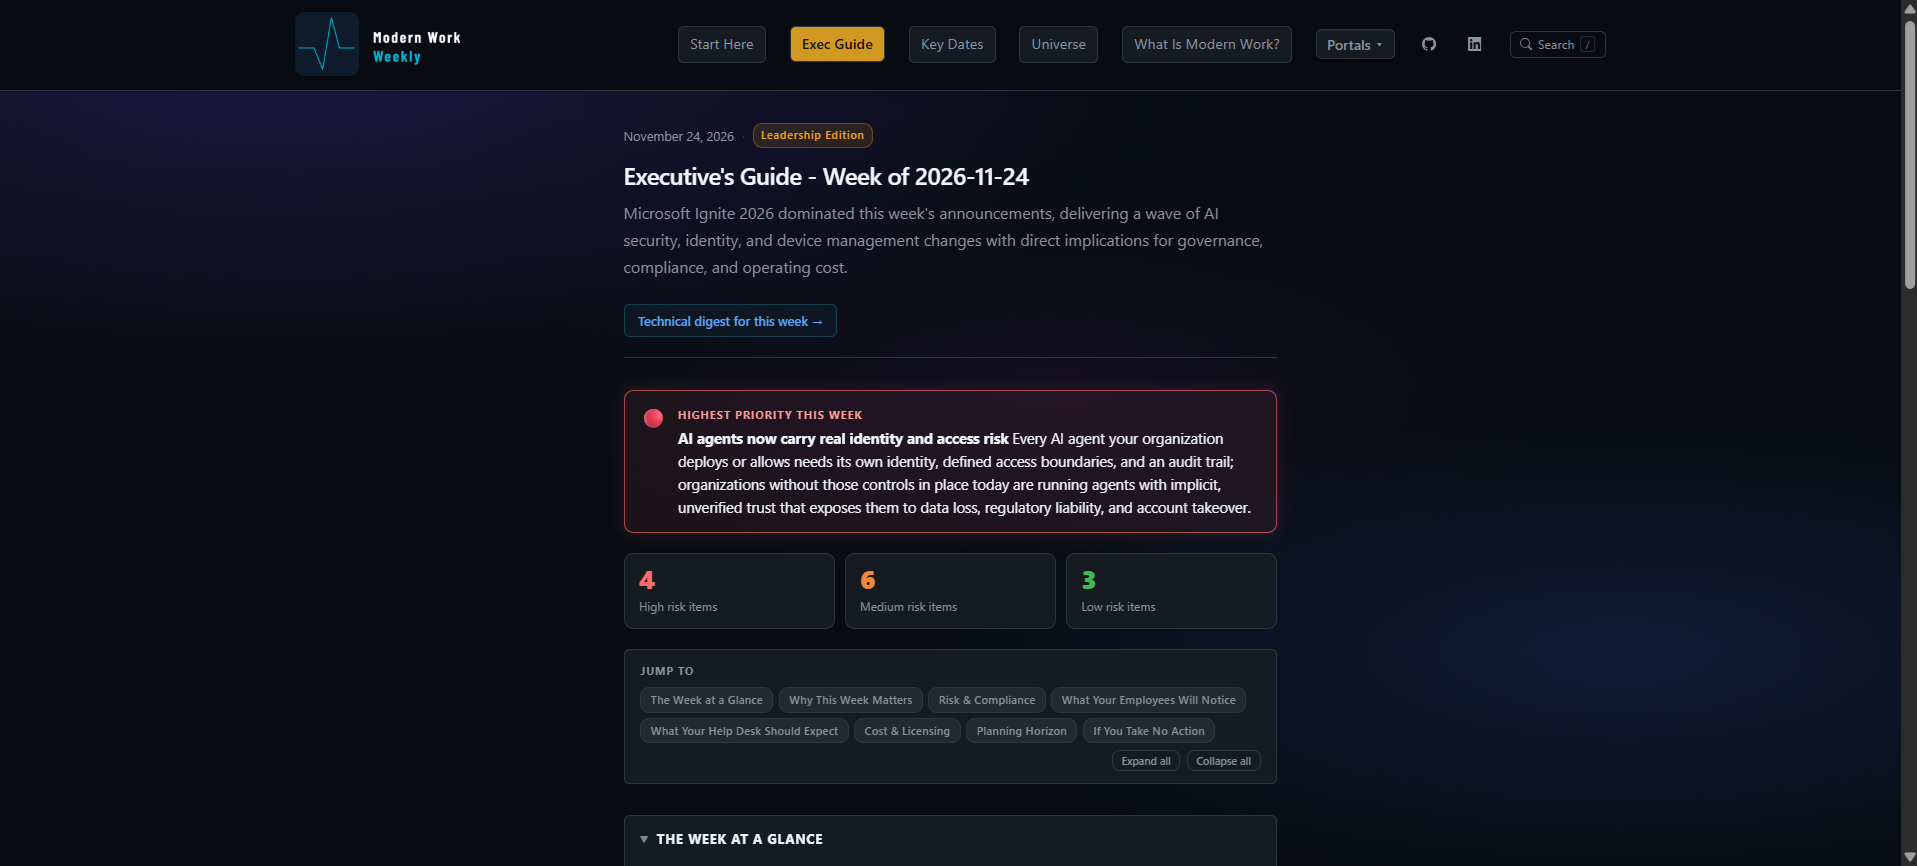 Modern Work
Weekly
Start Here
Exec Guide
Key Dates
Universe
What Is Modern Work?
Portals
Search /
November 24, 2026 · Leadership Edition
Executive's Guide - Week of 2026-11-24
Microsoft Ignite 2026 dominated this week's announcements, delivering a wave of AI
security, identity, and device management changes with direct implications for governance,
compliance, and operating cost.
Technical digest for this week →
HIGHEST PRIORITY THIS WEEK
AI agents now carry real identity and access risk Every AI agent your organization
deploys or allows needs its own identity, defined access boundaries, and an audit trail;
organizations without those controls in place today are running agents with implicit,
unverified trust that exposes them to data loss, regulatory liability, and account takeover.
4
High risk items
6
Medium risk items
3
Low risk items
JUMP TO
The Week at a Glance
Why This Week Matters
Risk & Compliance
What Your Employees Will Notice
What Your Help Desk Should Expect
Cost & Licensing
Planning Horizon
If You Take No Action
Expand all
Collapse all
THE WEEK AT A GLANCE